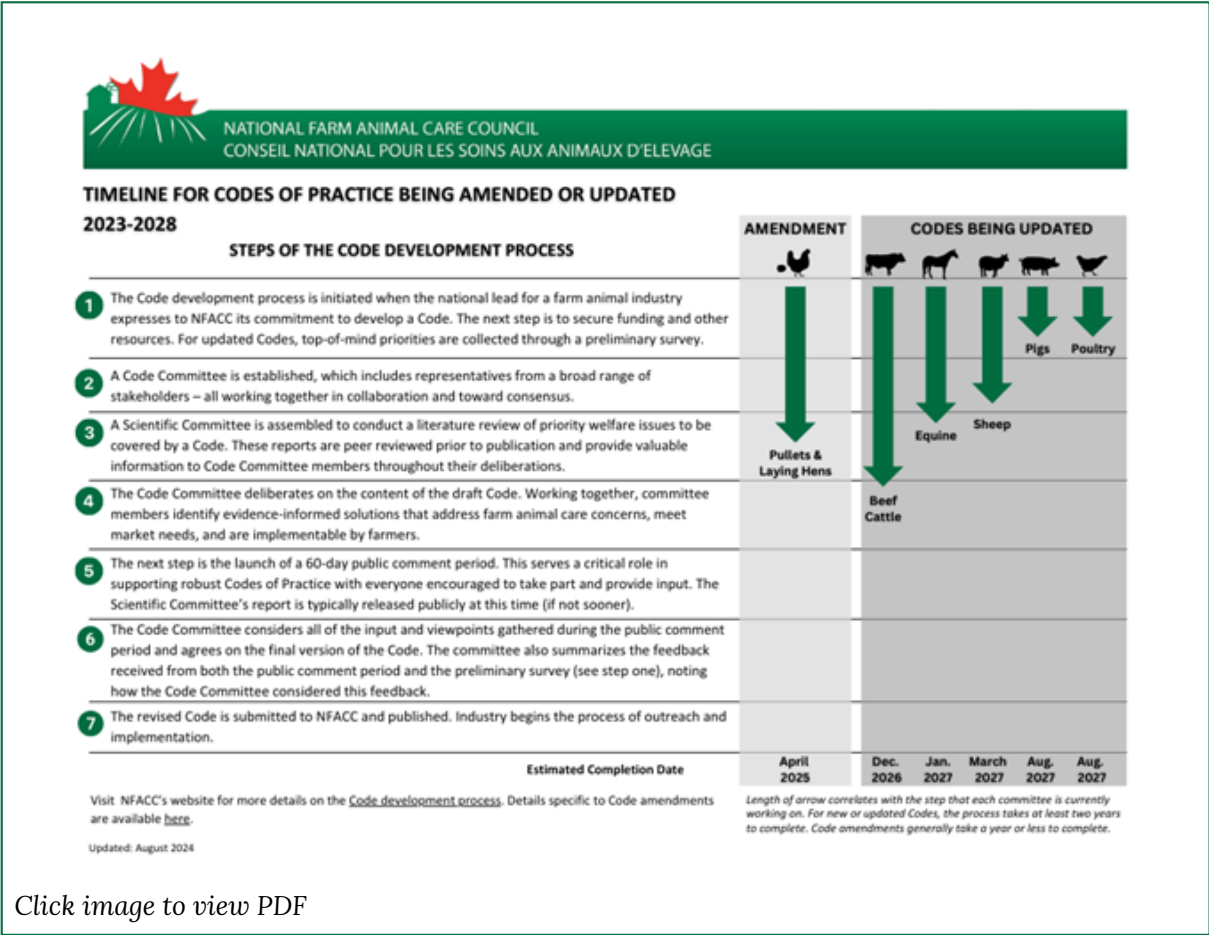 NATIONAL FARM ANIMAL CARE COUNCIL
CONSEIL NATIONAL POUR LES SOINS AUX ANIMAUX D'ELEVAGE
TIMELINE FOR CODES OF PRACTICE BEING AMENDED OR UPDATED
2023-2028
STEPS OF THE CODE DEVELOPMENT PROCESS
AMENDMENT
CODES BEING UPDATED
1
The Code development process is initiated when the national lead for a farm animal industry
expresses to NFACC its commitment to develop a Code. The next step is to secure funding and other
resources. For updated Codes, top-of-mind priorities are collected through a preliminary survey.
Pigs
Poultry
2
A Code Committee is established, which includes representatives from a broad range of
stakeholders – all working together in collaboration and toward consensus.
3
A Scientific Committee is assembled to conduct a literature review of priority welfare issues to be
covered by a Code. These reports are peer reviewed prior to publication and provide valuable
information to Code Committee members throughout their deliberations.
Pullets &
Laying Hens
Equine
Sheep
4
The Code Committee deliberates on the content of the draft Code. Working together, committee
members identify evidence-informed solutions that address farm animal care concerns, meet
market needs, and are implementable by farmers.
Beef
Cattle
5
The next step is the launch of a 60-day public comment period. This serves a critical role in
supporting robust Codes of Practice with everyone encouraged to take part and provide input. The
Scientific Committee's report is typically released publicly at this time (if not sooner).
6
The Code Committee considers all of the input and viewpoints gathered during the public comment
period and agrees on the final version of the Code. The committee also summarizes the feedback
received from both the public comment period and the preliminary survey (see step one), noting
how the Code Committee considered this feedback.
7
The revised Code is submitted to NFACC and published. Industry begins the process of outreach and
implementation.
Estimated Completion Date
April
2025
Dec.
2026
Jan.
2027
March
2027
Aug.
2027
Aug.
2027
Visit NFACC's website for more details on the Code development process. Details specific to Code amendments
are available here.
Length of arrow correlates with the step that each committee is currently
working on. For new or updated Codes, the process takes at least two years
to complete. Code amendments generally take a year or less to complete.
Updated: August 2024
Click image to view PDF